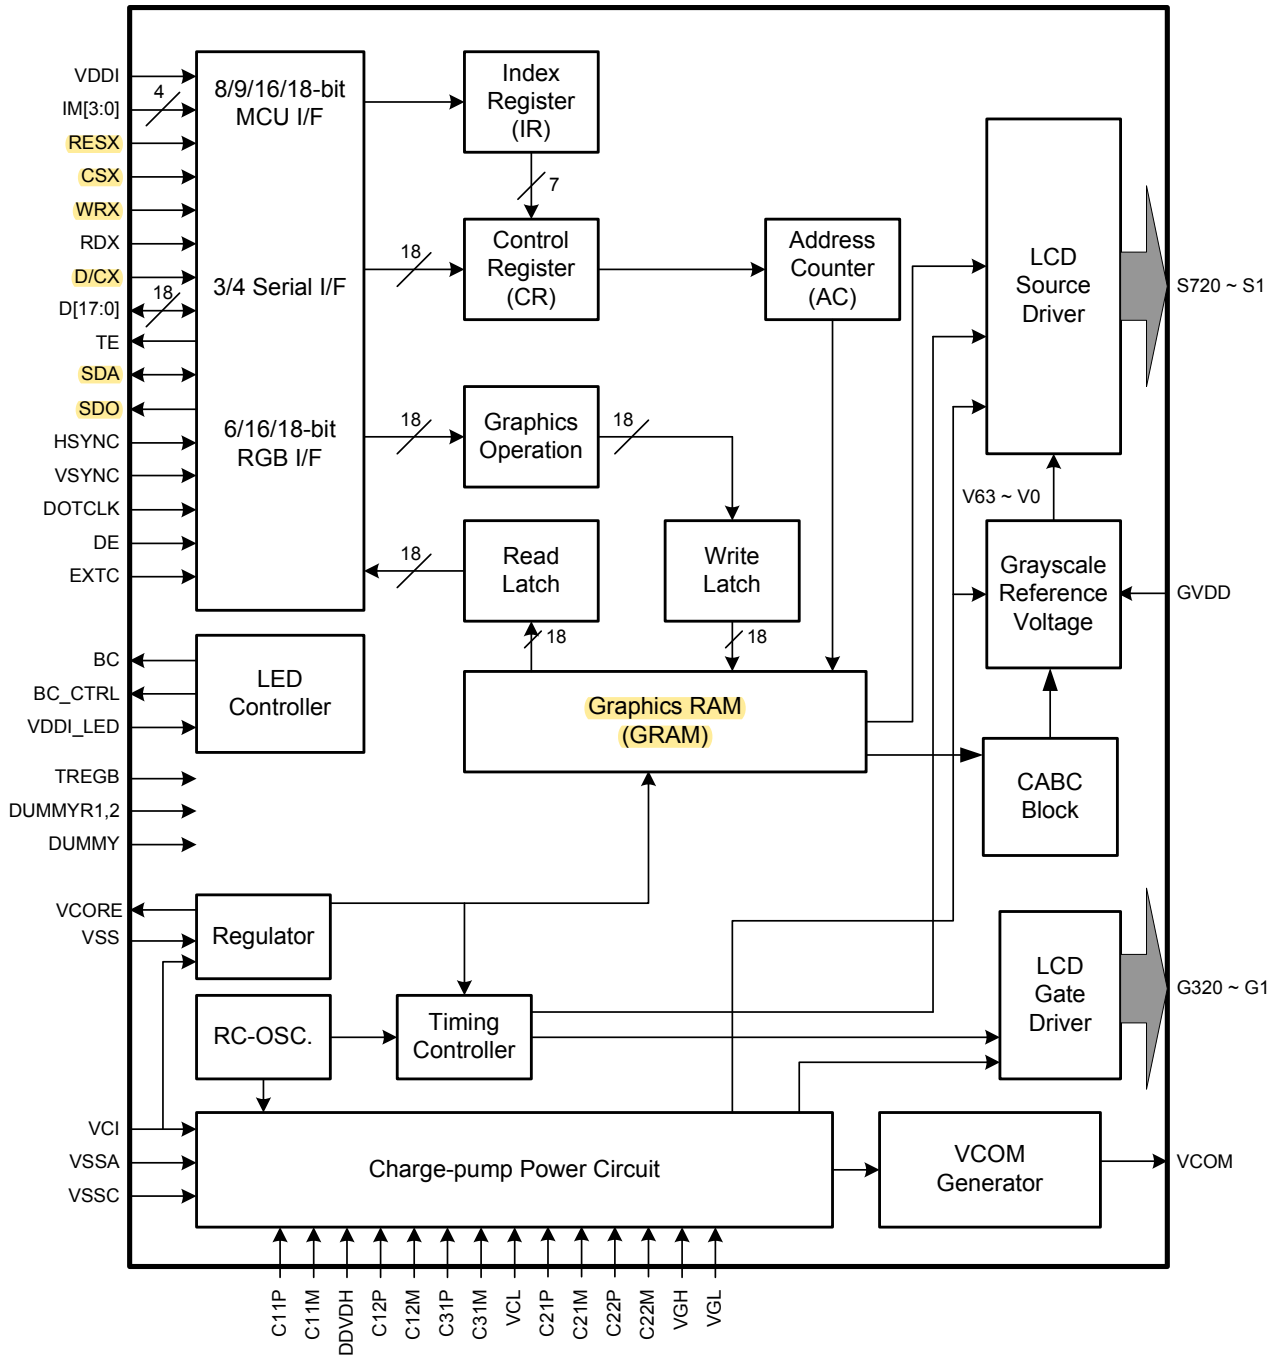 VDDI
IM[3:0]
4
RESX
CSX
WRX
RDX
D/CX
D[17:0]
18
TE
SDA
SDO
HSYNC
VSYNC
DOTCLK
DE
EXTC
8/9/16/18-bit
MCU I/F
3/4 Serial I/F
6/16/18-bit
RGB I/F
Index
Register
(IR)
7
18
Control
Register
(CR)
Address
Counter
(AC)
18
Graphics
Operation
18
18
Read
Latch
Write
Latch
18
18
LCD
Source
Driver
S720 ~ S1
V63 ~ V0
Grayscale
Reference
Voltage
GVDD
BC
BC_CTRL
VDDI_LED
LED
Controller
Graphics RAM
(GRAM)
CABC
Block
TREGB
DUMMYR1,2
DUMMY
VCORE
VSS
Regulator
RC-OSC.
Timing
Controller
LCD
Gate
Driver
G320 ~ G1
VCI
VSSA
VSSC
Charge-pump Power Circuit
VCOM
Generator
VCOM
C11P
C11M
DDVDH
C12P
C12M
C31P
C31M
VCL
C21P
C21M
C22P
C22M
VGH
VGL